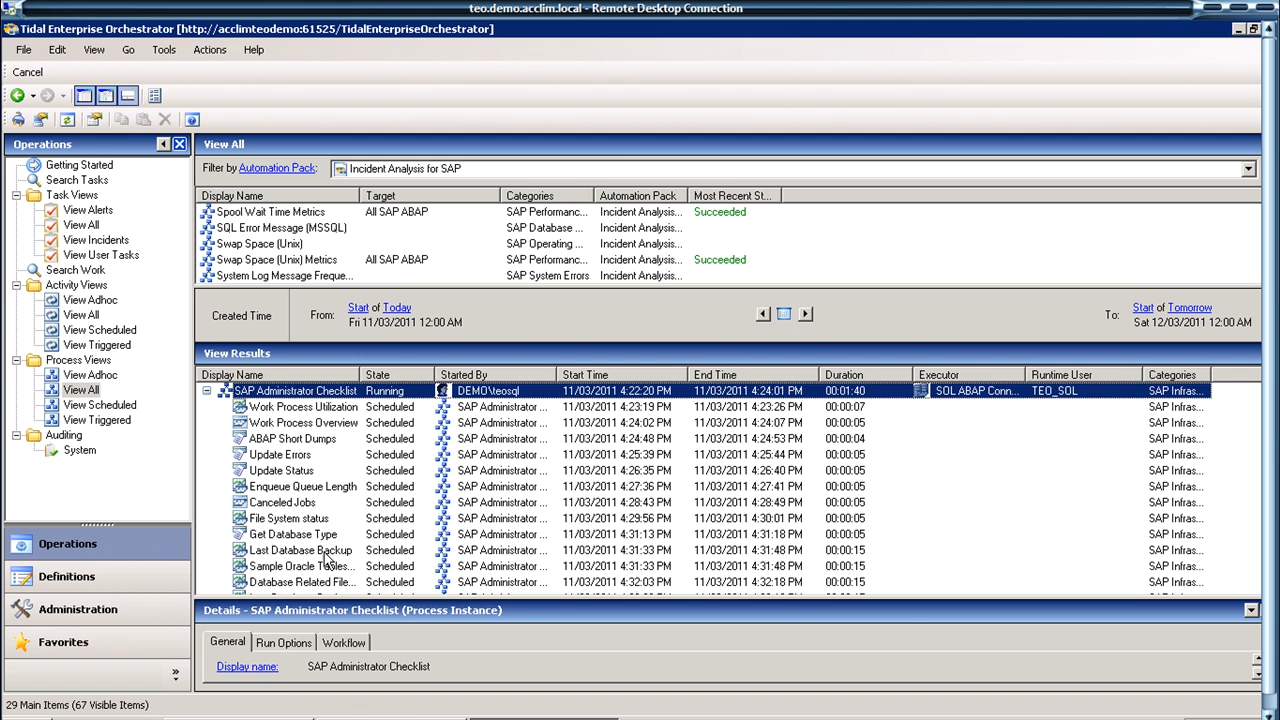 teo.demo.acclim.local - Remote Desktop Connection
Tidal Enterprise Orchestrator [http://acclimteodemo:61525/TidalEnterpriseOrchestrator]
File Edit View Go Tools Actions Help
Cancel
Operations
Getting Started
Search Tasks
Task Views
View Alerts
View All
View Incidents
View User Tasks
Search Work
Activity Views
View Adhoc
View All
View Scheduled
View Triggered
Process Views
View Adhoc
View All
View Scheduled
View Triggered
Auditing
System
Operations
Definitions
Administration
Favorites
View All
Filter by Automation Pack: Incident Analysis for SAP
Display Name Target Categories Automation Pack Most Recent St...
Spool Wait Time Metrics All SAP ABAP SAP Performanc... Incident Analysis... Succeeded
SQL Error Message (MSSQL) SAP Database ... Incident Analysis...
Swap Space (Unix) SAP Operating ... Incident Analysis...
Swap Space (Unix) Metrics All SAP ABAP SAP Performanc... Incident Analysis... Succeeded
System Log Message Freque... SAP System Errors Incident Analysis...
Created Time From: Start of Today To: Start of Tomorrow
Fri 11/03/2011 12:00 AM Sat 12/03/2011 12:00 AM
View Results
Display Name State Started By Start Time End Time Duration Executor Runtime User Categories
SAP Administrator Checklist Running DEMO\teosql 11/03/2011 4:22:20 PM 11/03/2011 4:24:01 PM 00:01:40 SOL ABAP Conn... TEO_SOL SAP Infras...
Work Process Utilization Scheduled SAP Administrator ... 11/03/2011 4:23:19 PM 11/03/2011 4:23:26 PM 00:00:07 SAP Infras...
Work Process Overview Scheduled SAP Administrator ... 11/03/2011 4:24:02 PM 11/03/2011 4:24:07 PM 00:00:05 SAP Infras...
ABAP Short Dumps Scheduled SAP Administrator ... 11/03/2011 4:24:48 PM 11/03/2011 4:24:53 PM 00:00:04 SAP Infras...
Update Errors Scheduled SAP Administrator ... 11/03/2011 4:25:39 PM 11/03/2011 4:25:44 PM 00:00:05 SAP Infras...
Update Status Scheduled SAP Administrator ... 11/03/2011 4:26:35 PM 11/03/2011 4:26:40 PM 00:00:05 SAP Infras...
Enqueue Queue Length Scheduled SAP Administrator ... 11/03/2011 4:27:36 PM 11/03/2011 4:27:41 PM 00:00:05 SAP Infras...
Canceled Jobs Scheduled SAP Administrator ... 11/03/2011 4:28:43 PM 11/03/2011 4:28:49 PM 00:00:05 SAP Infras...
File System status Scheduled SAP Administrator ... 11/03/2011 4:29:56 PM 11/03/2011 4:30:01 PM 00:00:05 SAP Infras...
Get Database Type Scheduled SAP Administrator ... 11/03/2011 4:31:13 PM 11/03/2011 4:31:18 PM 00:00:05 SAP Infras...
Last Database Backup Scheduled SAP Administrator ... 11/03/2011 4:31:33 PM 11/03/2011 4:31:48 PM 00:00:15 SAP Infras...
Sample Oracle Tables... Scheduled SAP Administrator ... 11/03/2011 4:31:33 PM 11/03/2011 4:31:48 PM 00:00:15 SAP Infras...
Database Related File... Scheduled SAP Administrator ... 11/03/2011 4:32:03 PM 11/03/2011 4:32:18 PM 00:00:15 SAP Infras...
Details - SAP Administrator Checklist (Process Instance)
General Run Options Workflow
Display name: SAP Administrator Checklist
29 Main Items (67 Visible Items)